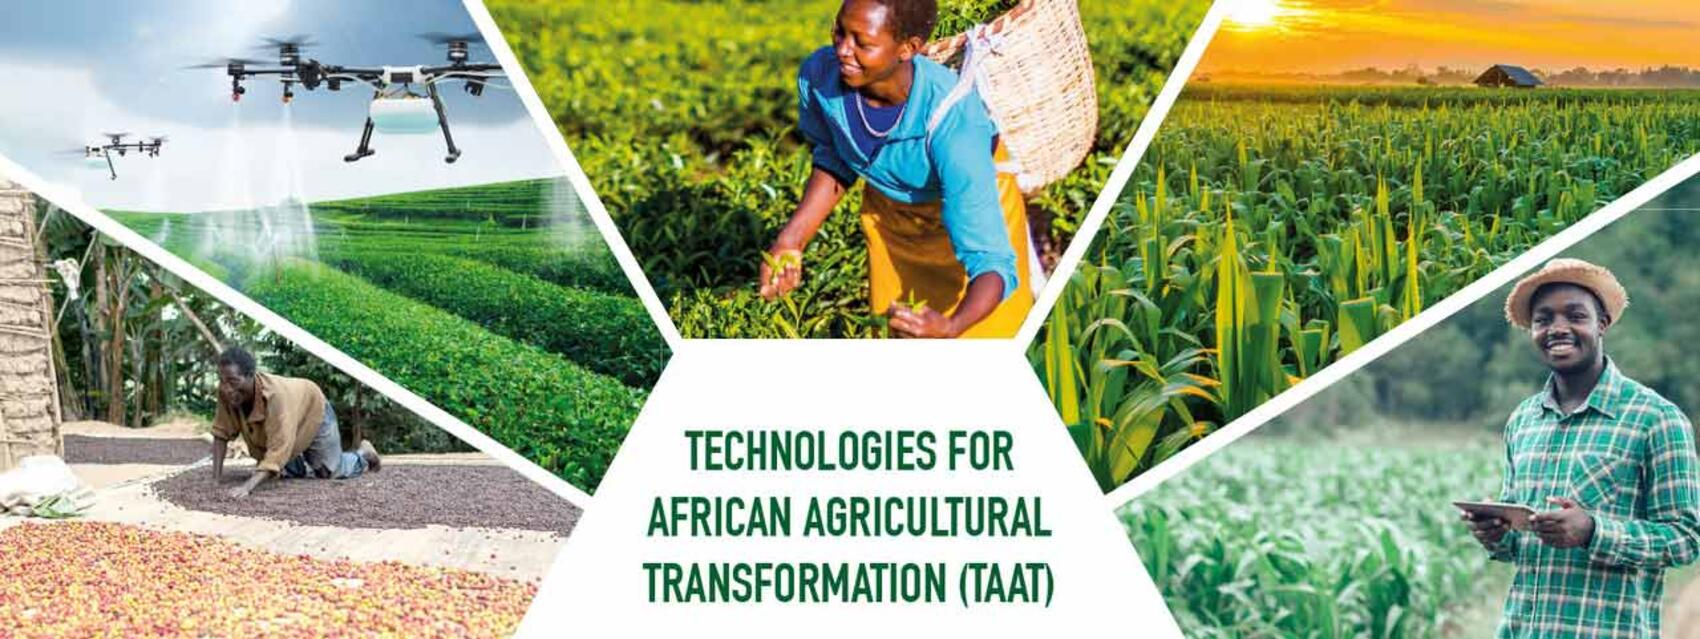 TECHNOLOGIES FOR
AFRICAN AGRICULTURAL
TRANSFORMATION (TAAT)